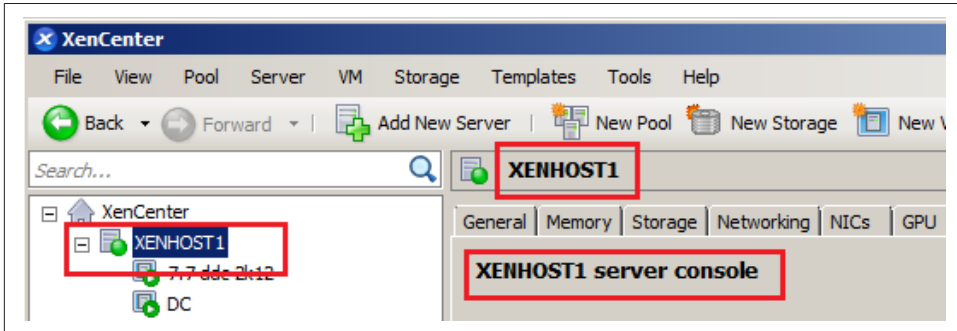 XenCenter
File View Pool Server VM Storage Templates Tools Help
Back Forward Add New Server New Pool New Storage New
Search...
XENHOST1
XenCenter
General Memory Storage Networking NICs GPU
XENHOST1
XENHOST1 server console
7.7 ddc 2k12
DC